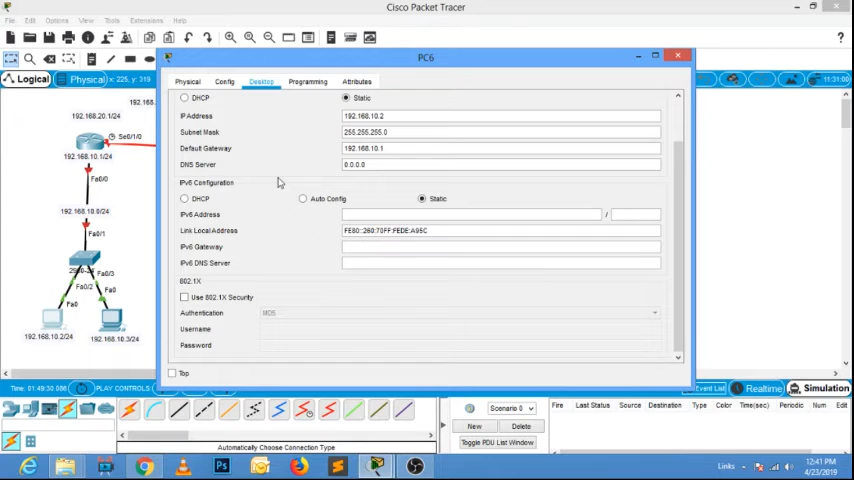 Cisco Packet Tracer
File Edit Options View Tools Extensions Help
?
Logical
Physical
x: 225, y: 319
11:31:00
PC6
Physical Config Desktop Programming Attributes
DHCP Static
IP Address 192.168.10.2
Subnet Mask 255.255.255.0
Default Gateway 192.168.10.1
DNS Server 0.0.0.0
IPv6 Configuration
DHCP Auto Config Static
IPv6 Address /
Link Local Address FE80::260:70FF:FEDE:A95C
IPv6 Gateway
IPv6 DNS Server
802.1X
Use 802.1X Security
Authentication MD5
Username
Password
Top
192.168.
192.168.20.1/24
Se0/1/0
192.168.10.1/24
Fa0/0
192.168.10.0/24
Fa0/1
Fa0/3
Fa0/2
Fa0 Fa0
192.168.10.2/24
192.168.10.3/24
Time: 01:49:30.086
PLAY CONTROLS:
Event List
Realtime
Simulation
Scenario 0
New Delete
Toggle PDU List Window
Fire Last Status Source Destination Type Color Time(sec) Periodic Num Edit
Automatically Choose Connection Type
Links
12:41 PM
4/23/2019